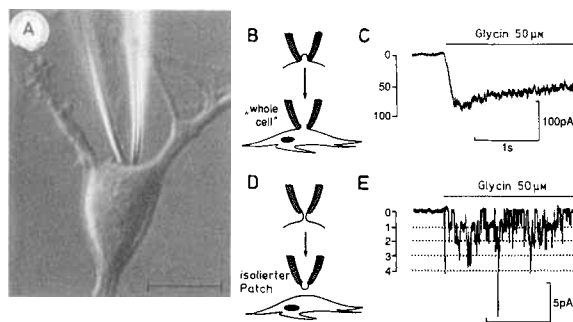 A
B
„whole
cell"
C
Glycin 50 µM
0
50
100
100pA
1s
D
isolierter
Patch
E
Glycin 50 µM
0
1
2
3
4
5pA